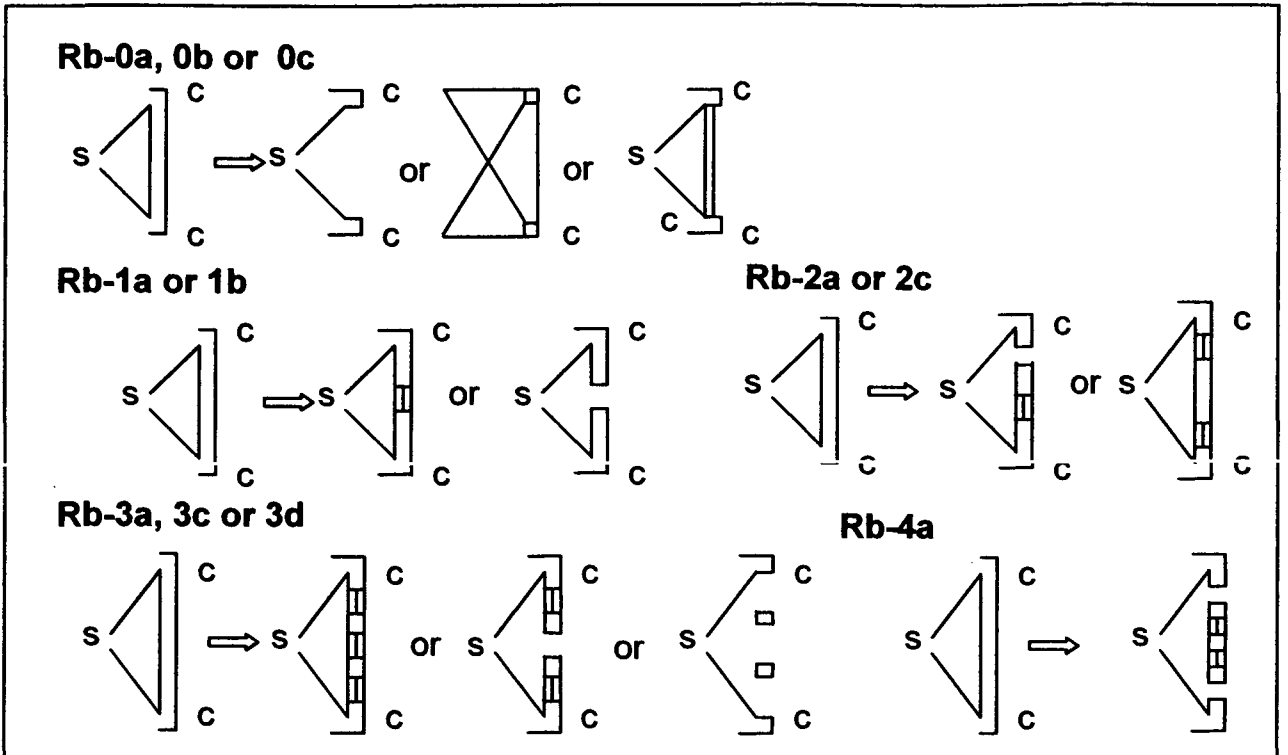 Rb-0a, 0b or 0c
C C C C
S S or or S
C C C C C
Rb-1a or 1b
C C C
S S or S
C C C
Rb-2a or 2c
C C C
S S or S
C C C
Rb-3a, 3c or 3d
C C C C
S S or S or S
C C C C
Rb-4a
C C
S S
C C